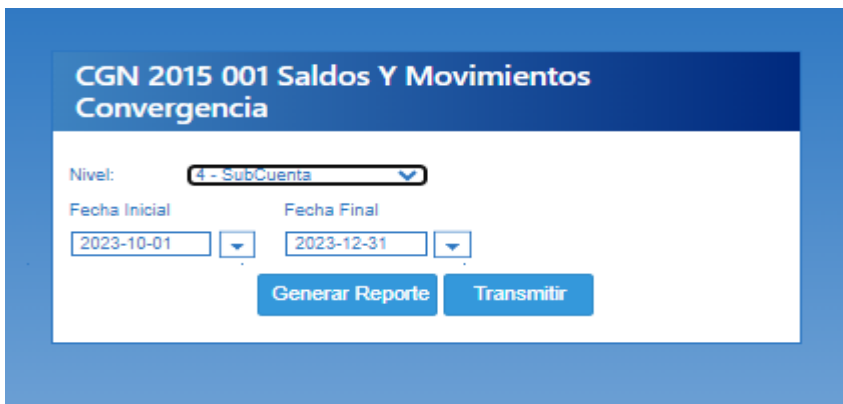 CGN 2015 001 Saldos Y Movimientos
Convergencia
Nivel: 4 - SubCuenta
Fecha Inicial Fecha Final
2023-10-01 2023-12-31
Generar Reporte Transmitir